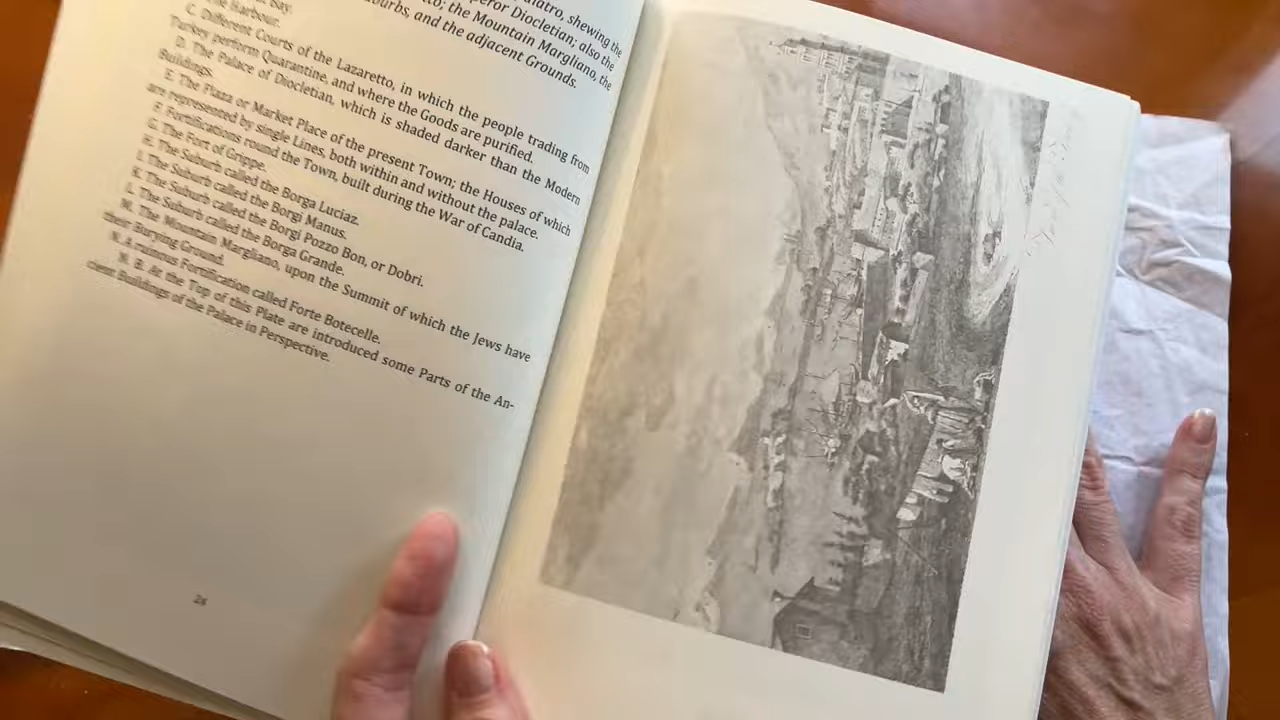 alatro, shewing the
peror Diocletian; also the
to; the Mountain Margliano, the
burbs, and the adjacent Grounds.
Bay.
The Harbour.
C. Different Courts of the Lazaretto, in which the people trading from
Turkey perform Quarantine, and where the Goods are purified.
D. The Palace of Diocletian, which is shaded darker than the Modern
Buildings.
E. The Piaza or Market Place of the present Town; the Houses of which
are represented by single Lines, both within and without the palace.
F. Fortifications round the Town, built during the War of Candia.
G. The Fort of Grippe.
H. The Suburb called the Borga Luciaz.
I. The Suburb called the Borgi Manus.
K. The Suburb called the Borgi Pozzo Bon, or Dobri.
L. The Suburb called the Borga Grande.
M. The Mountain Margliano, upon the Summit of which the Jews have
their Burying Ground.
N. A ruinous Fortification called Forte Botecelle.
N. B. At the Top of this Plate are introduced some Parts of the An-
cient Buildings of the Palace in Perspective.
24